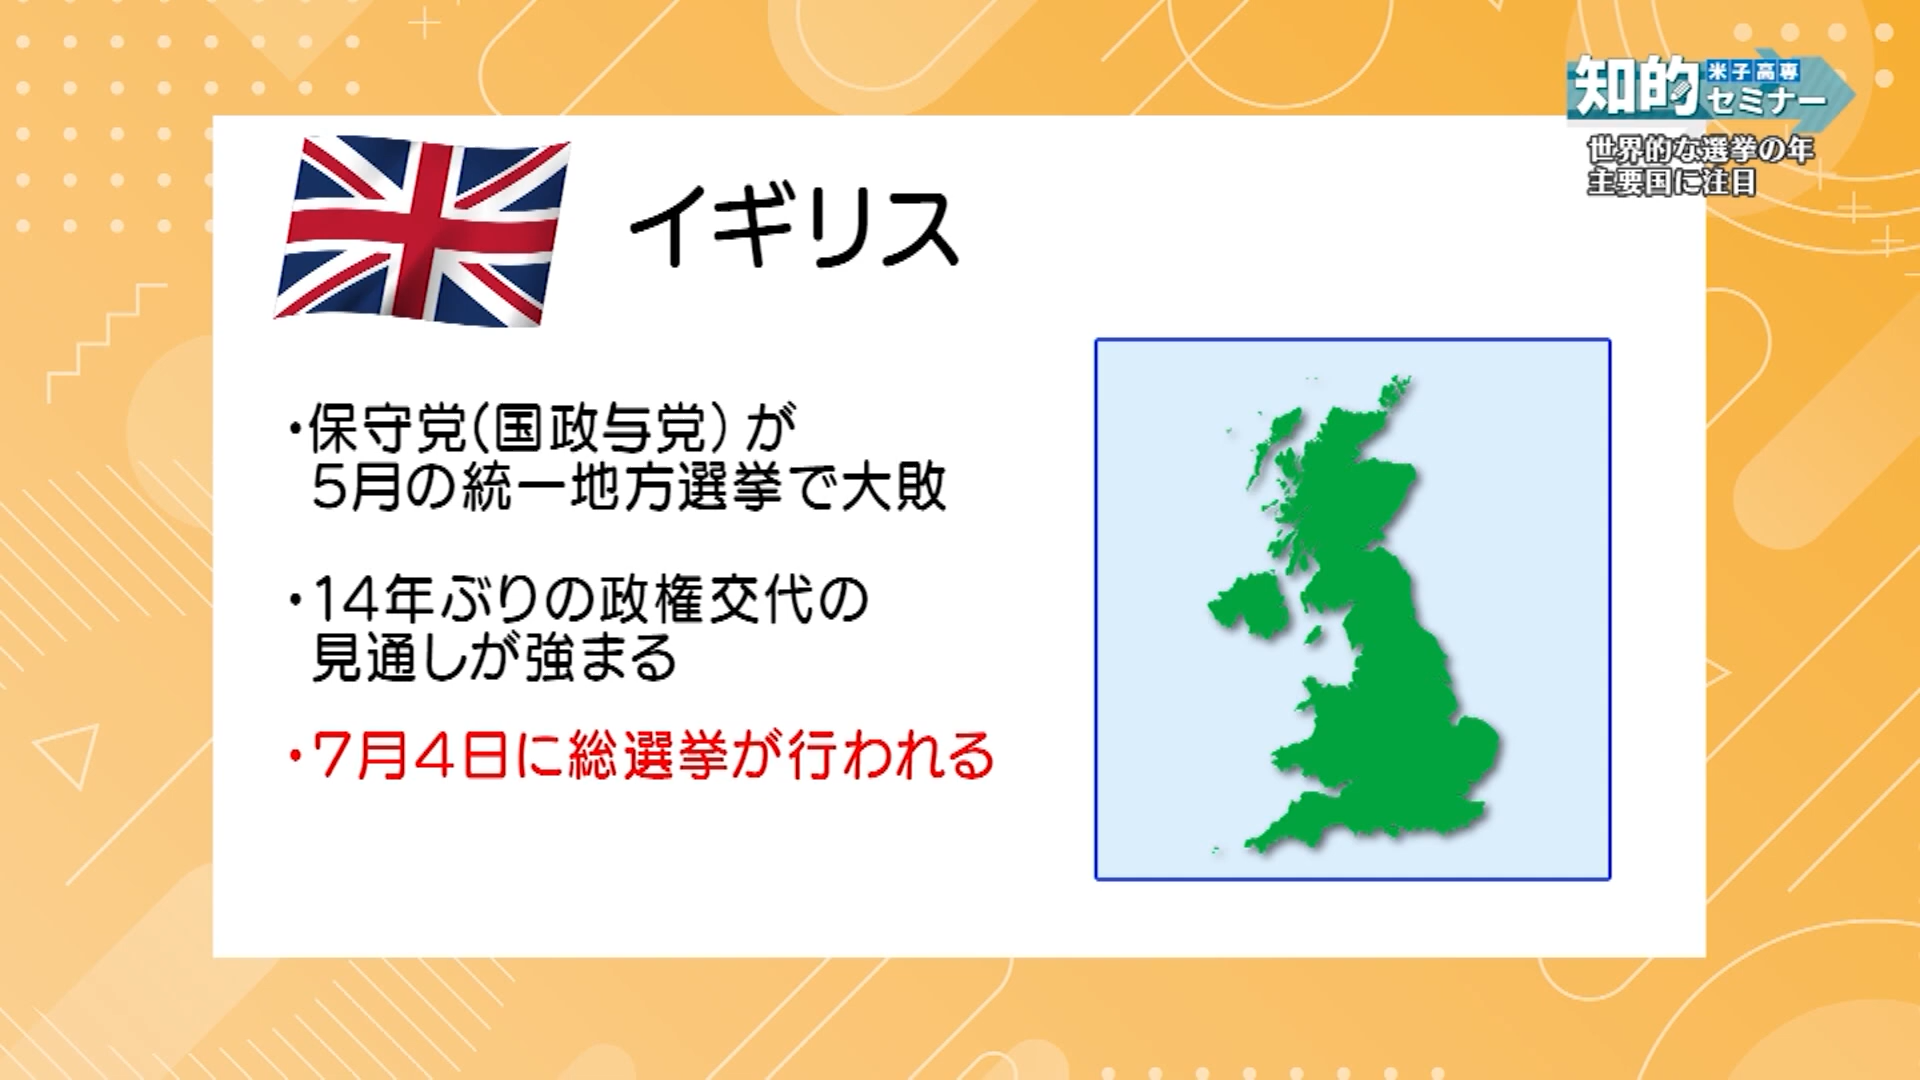 知的
米子高専
セミナー
世界的な選挙の年
主要国に注目
イギリス
・保守党(国政与党)が
5月の統一地方選挙で大敗
・14年ぶりの政権交代の
見通しが強まる
・7月4日に総選挙が行われる